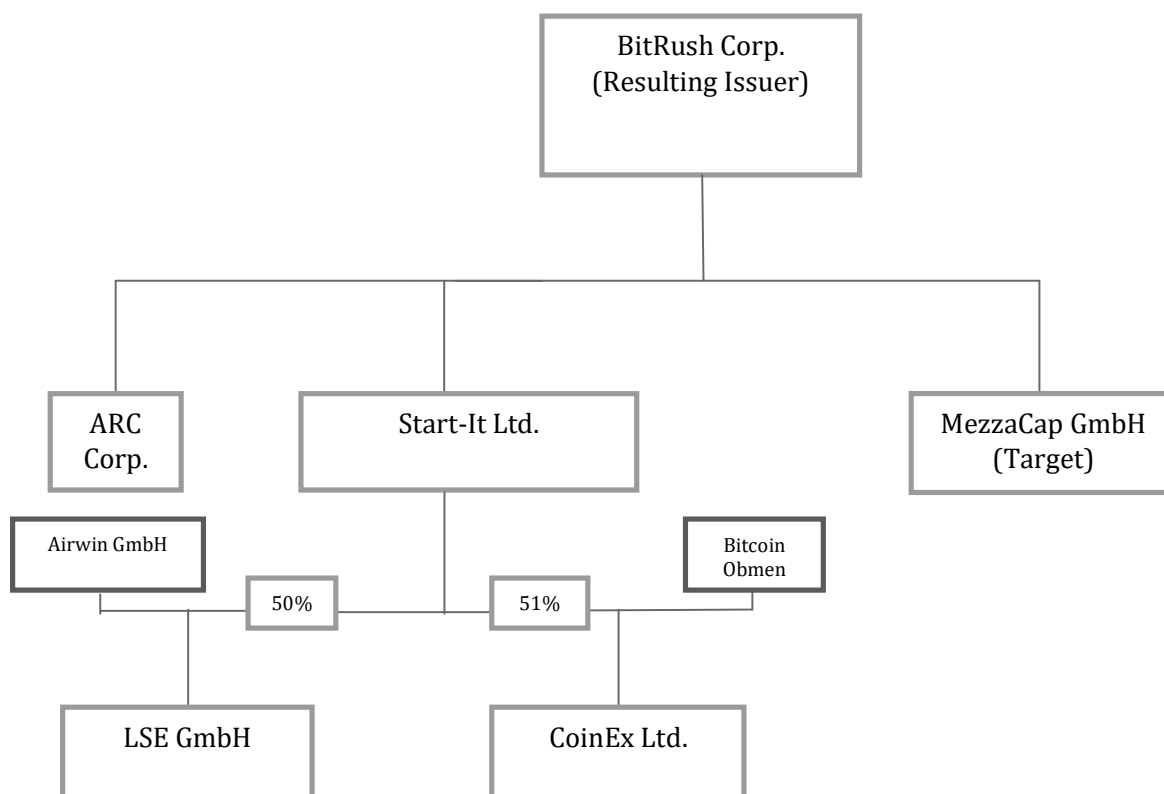 BitRush Corp.
(Resulting Issuer)
ARC
Corp.
Start-It Ltd.
MezzaCap GmbH
(Target)
Airwin GmbH
Bitcoin
Obmen
50%
51%
LSE GmbH
CoinEx Ltd.